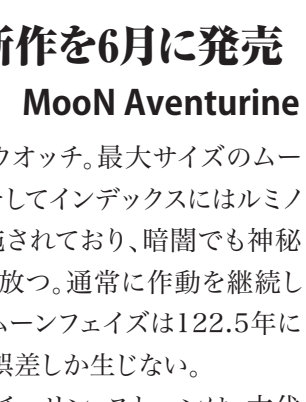 新作を6月に発売
MooN Aventurine
ウオッチ。最大サイズのムー
そしてインデックスにはルミノ
施されており、暗闇でも神秘
放つ。通常に作動を継続し
ムーンフェイズは122.5年に
誤差しか生じない。